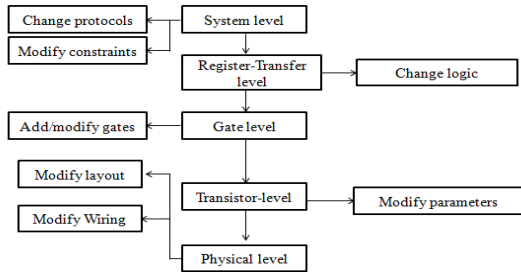 Change protocols
System level
Modify constraints
Register-Transfer
level
Change logic
Add/modify gates
Gate level
Modify layout
Transistor-level
Modify parameters
Modify Wiring
Physical level